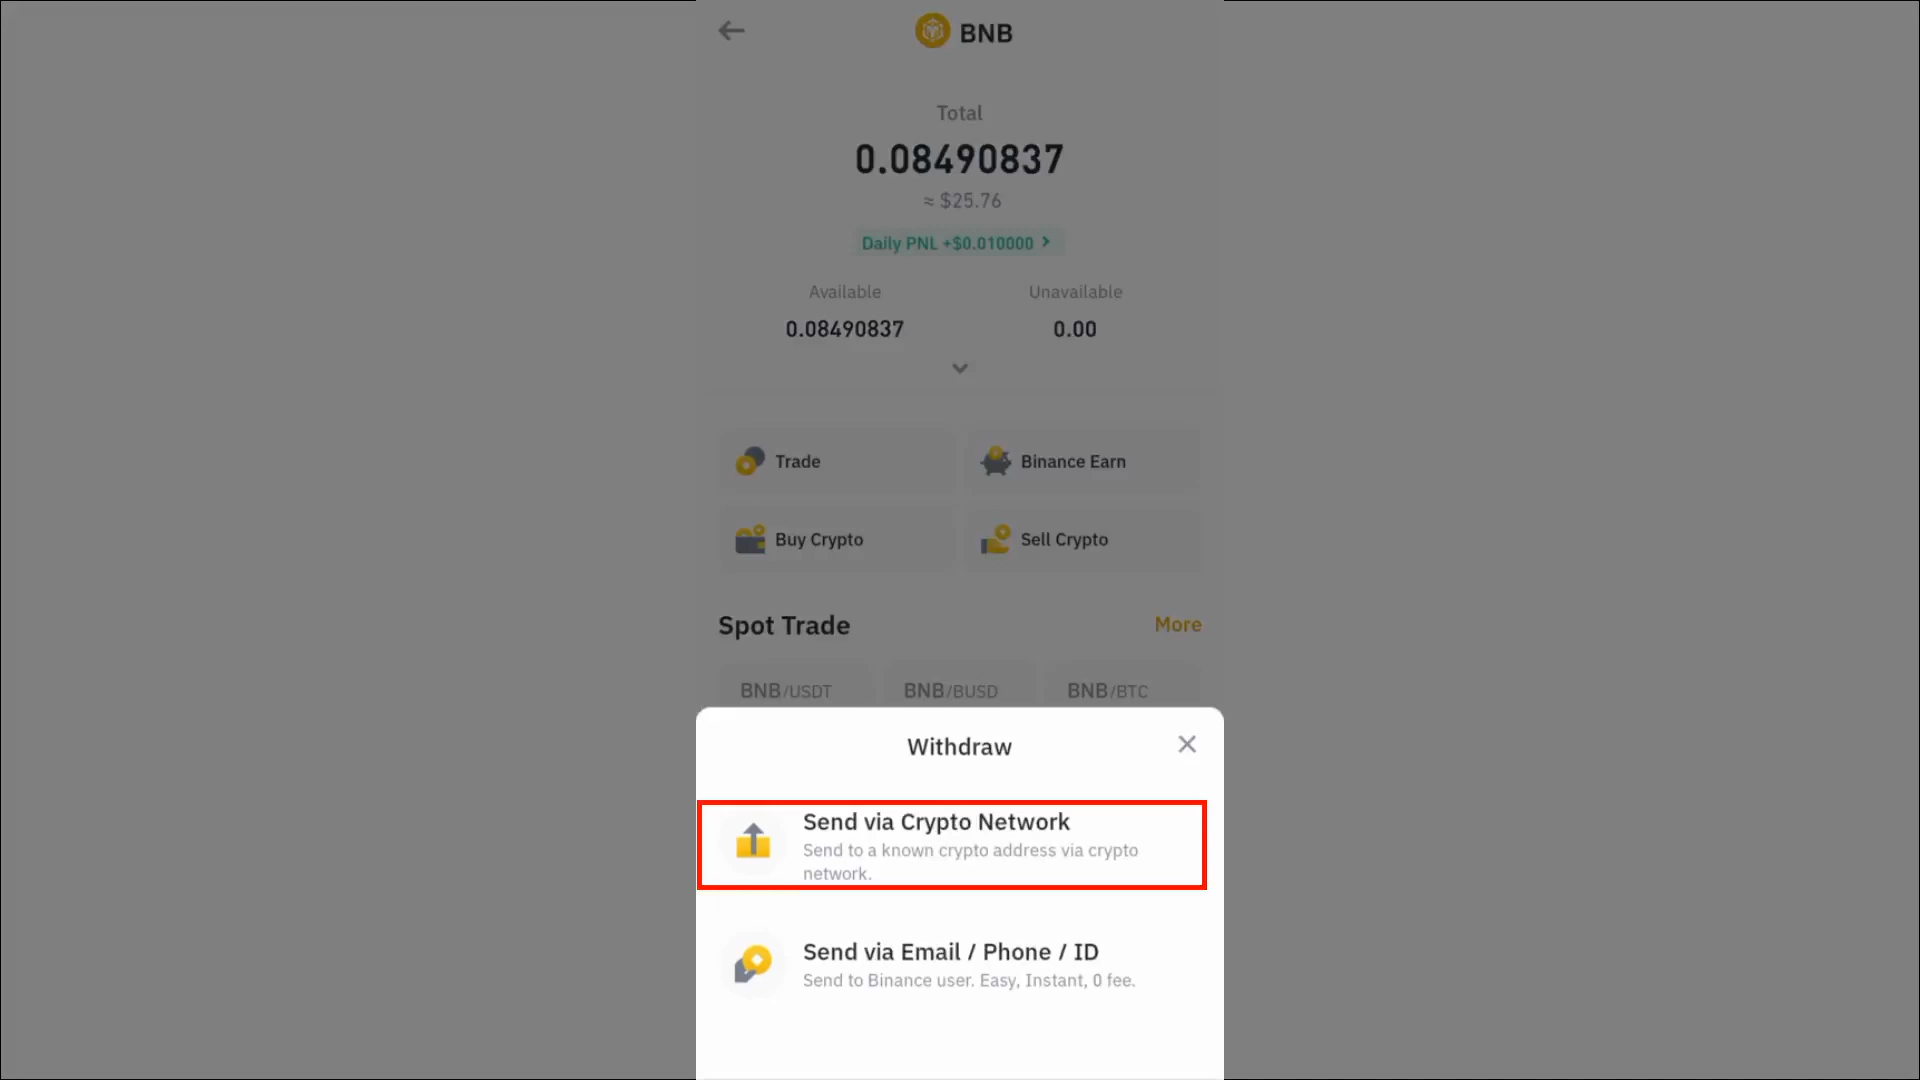 BNB
Total
0.08490837
≈ $25.76
Daily PNL +$0.010000
Available
Unavailable
0.08490837
0.00
Trade
Binance Earn
Buy Crypto
Sell Crypto
Spot Trade
More
BNB/USDT
BNB/BUSD
BNB/BTC
Withdraw
Send via Crypto Network
Send to a known crypto address via crypto
network.
Send via Email / Phone / ID
Send to Binance user. Easy, Instant, 0 fee.